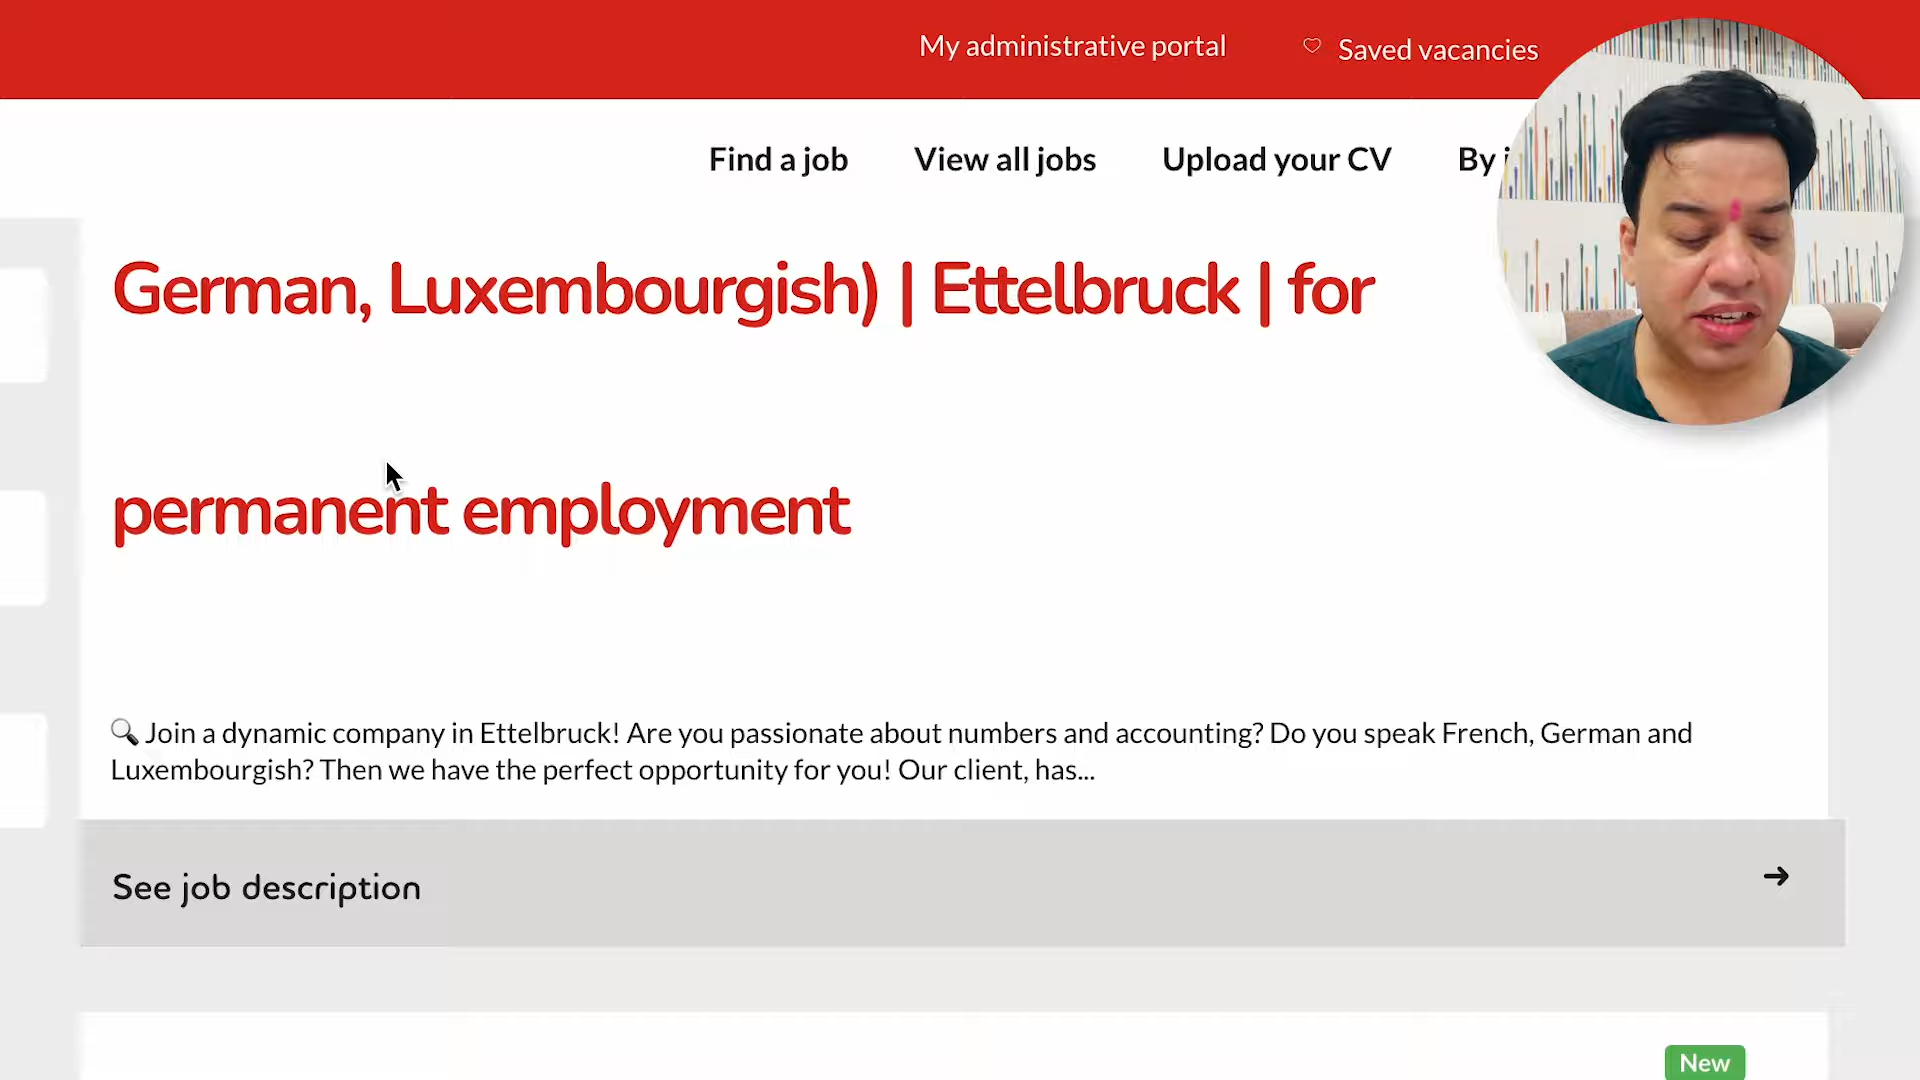 My administrative portal
Saved vacancies
Find a job
View all jobs
Upload your CV
By
German, Luxembourgish) | Ettelbruck | for
permanent employment
Join a dynamic company in Ettelbruck! Are you passionate about numbers and accounting? Do you speak French, German and
Luxembourgish? Then we have the perfect opportunity for you! Our client, has...
See job description
New